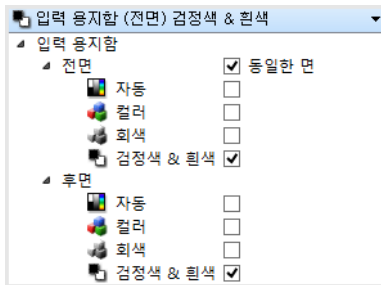 입력 용지함 (전면) 검정색 & 흰색
입력 용지함
전면 동일한 면
자동
컬러
회색
검정색 & 흰색
후면
자동
컬러
회색
검정색 & 흰색